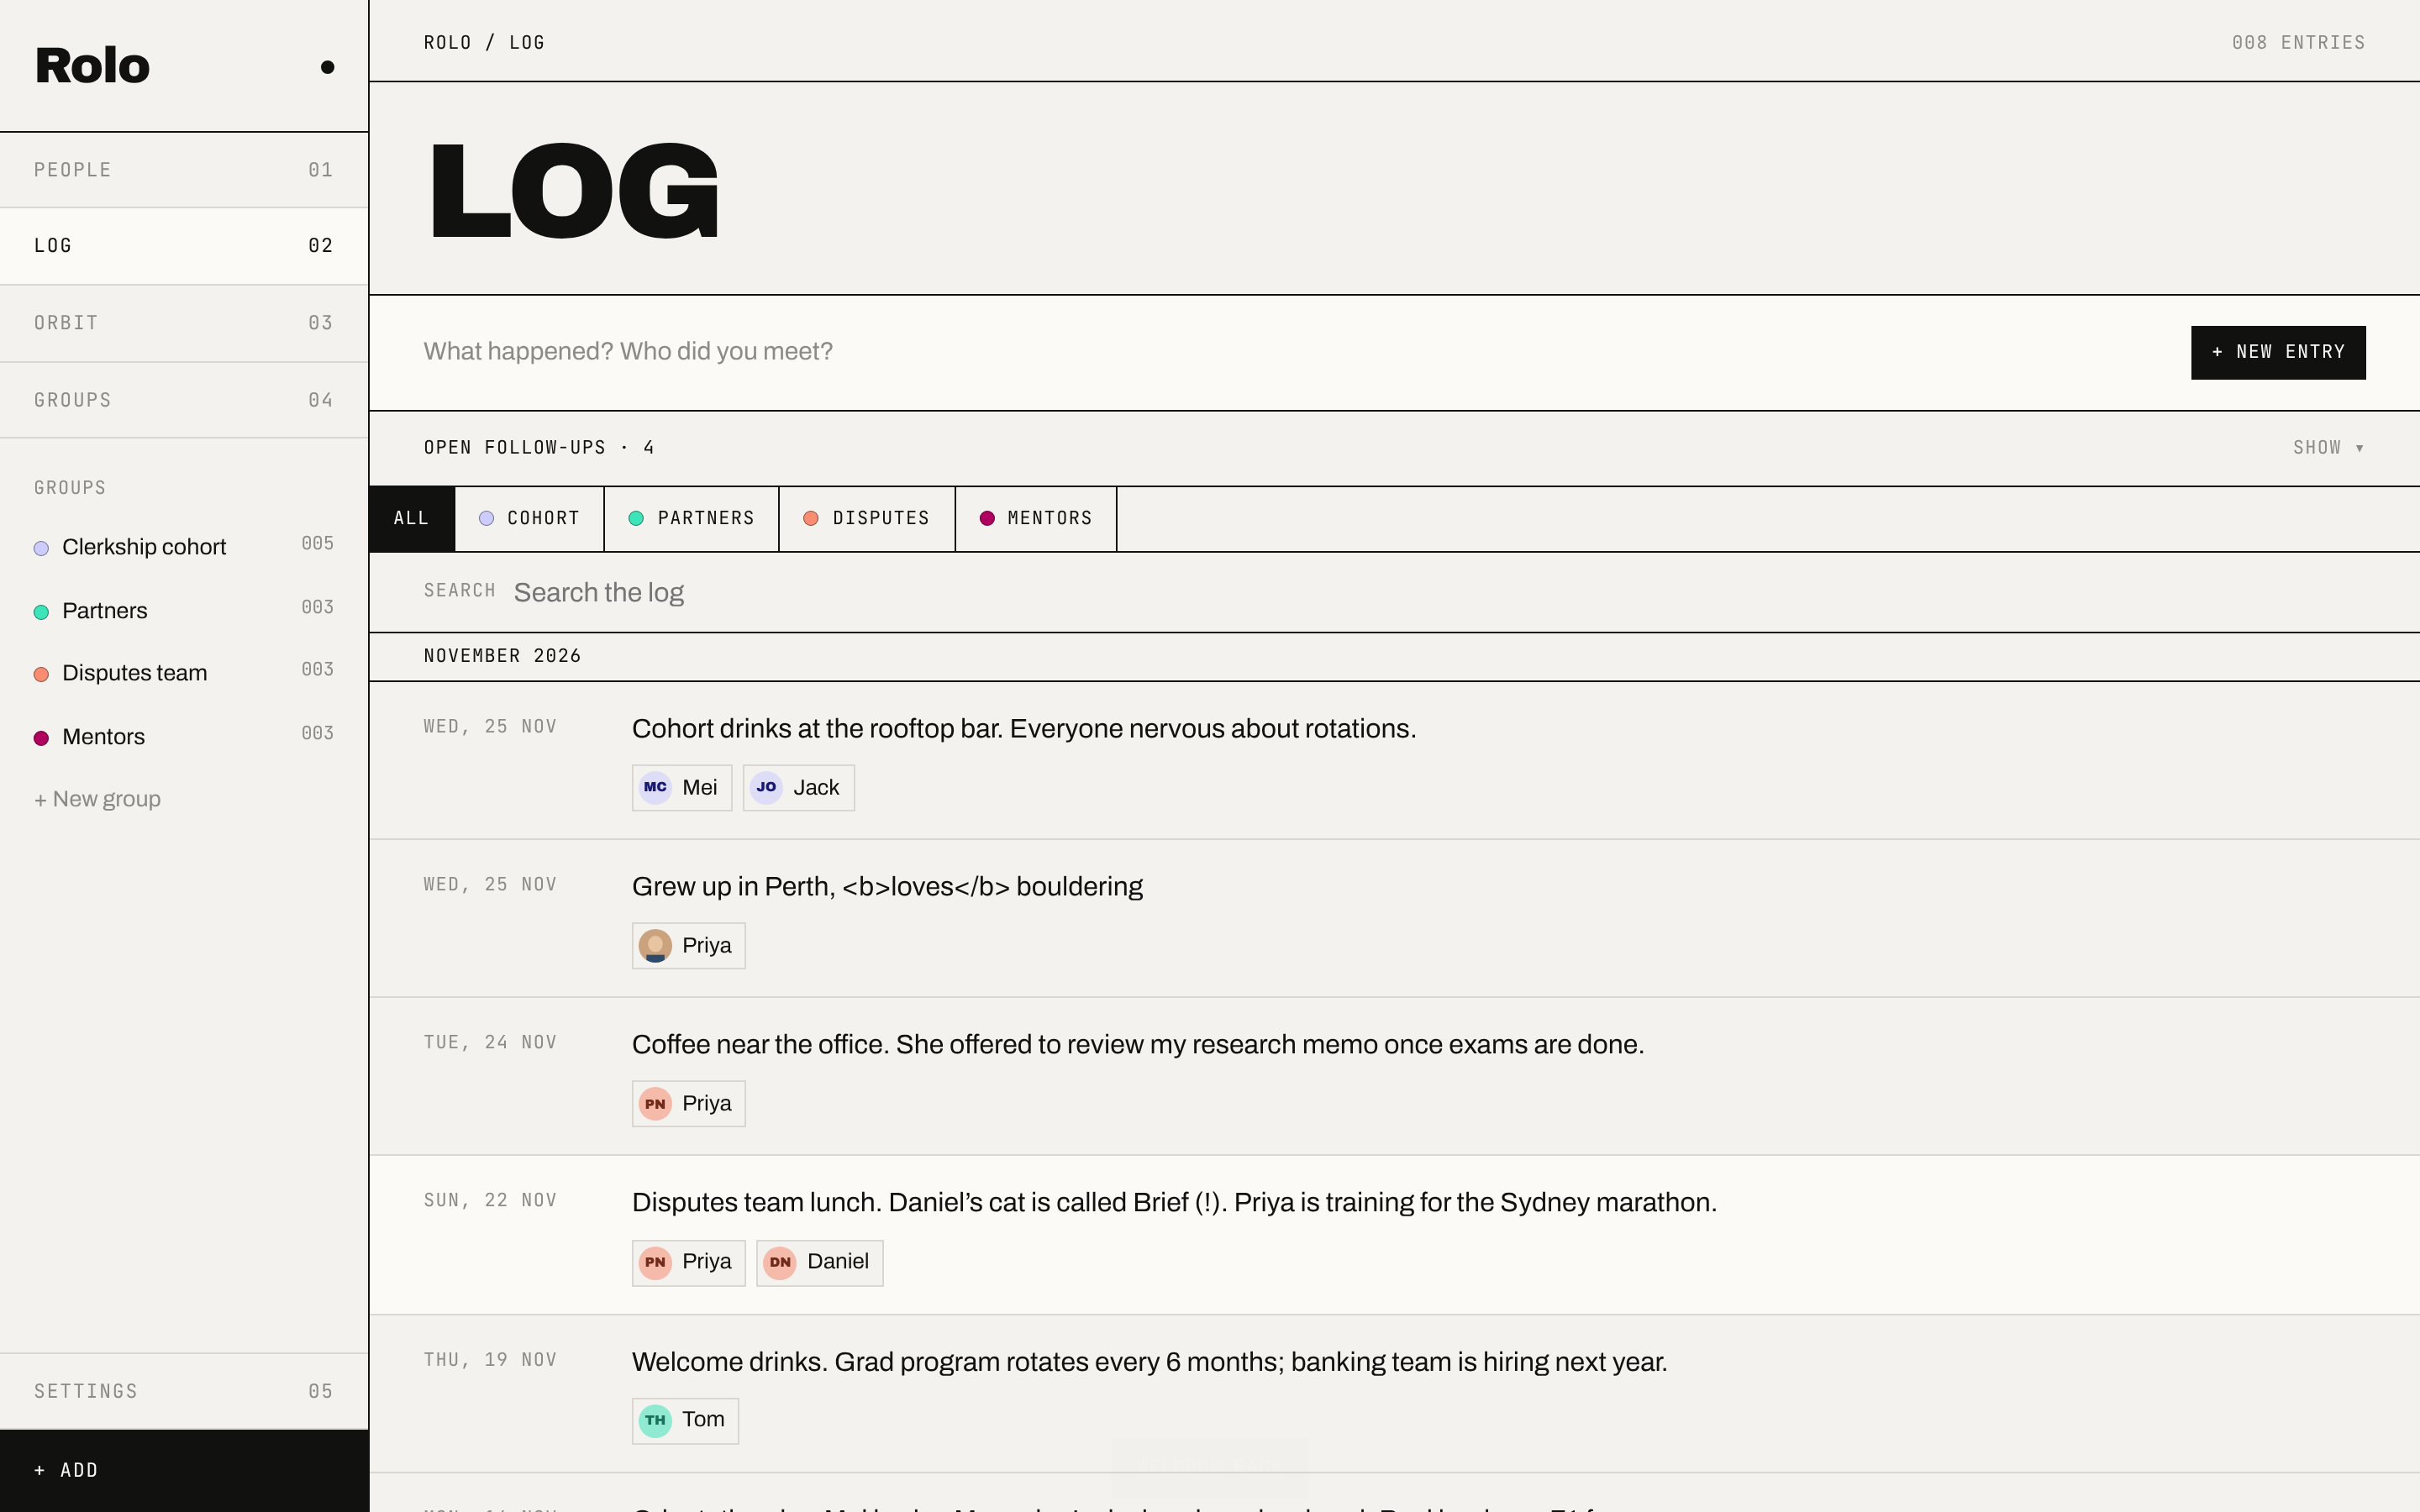 Rolo
PEOPLE 01
LOG 02
ORBIT 03
GROUPS 04
GROUPS
Clerkship cohort 005
Partners 003
Disputes team 003
Mentors 003
+ New group
SETTINGS 05
+ ADD
ROLO / LOG
008 ENTRIES
LOG
What happened? Who did you meet?
+ NEW ENTRY
OPEN FOLLOW-UPS · 4
SHOW ▾
ALL COHORT PARTNERS DISPUTES MENTORS
SEARCH Search the log
NOVEMBER 2026
WED, 25 NOV Cohort drinks at the rooftop bar. Everyone nervous about rotations.
MC Mei JO Jack
WED, 25 NOV Grew up in Perth, <b>loves</b> bouldering
Priya
TUE, 24 NOV Coffee near the office. She offered to review my research memo once exams are done.
PN Priya
SUN, 22 NOV Disputes team lunch. Daniel’s cat is called Brief (!). Priya is training for the Sydney marathon.
PN Priya DN Daniel
THU, 19 NOV Welcome drinks. Grad program rotates every 6 months; banking team is hiring next year.
TH Tom